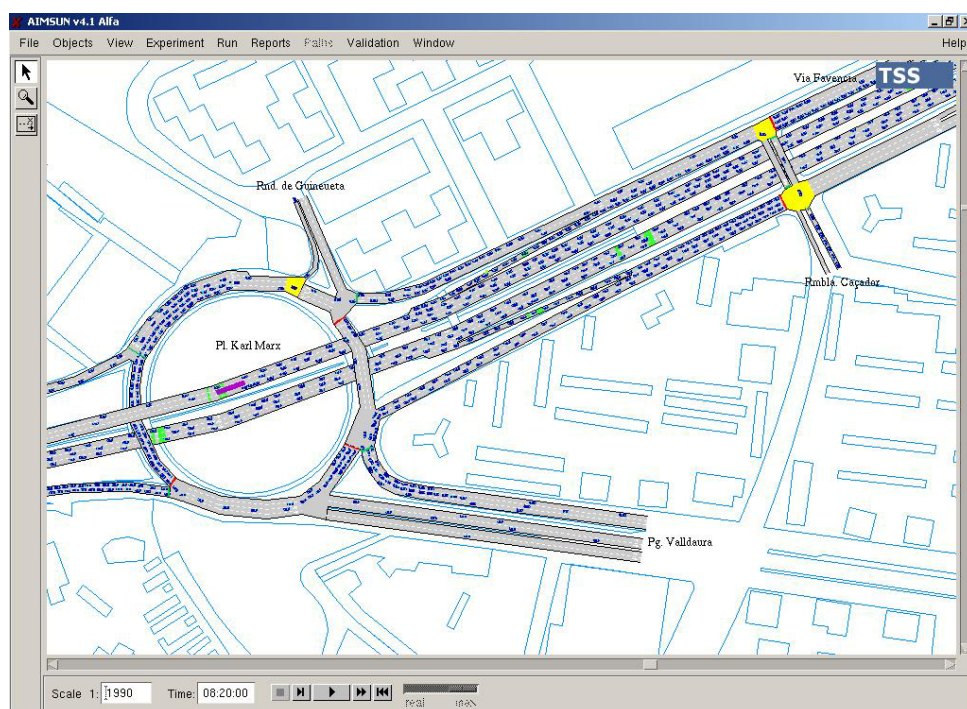 AIMSUN v4.1 Alfa
File Objects View Experiment Run Reports Paths Validation Window Help
Via Favencia
TSS
Rnd. de Guineueta
Rmbla. Caçador
Pl. Karl Marx
Pg. Valldaura
Scale 1: 1990 Time: 08:20:00
real max